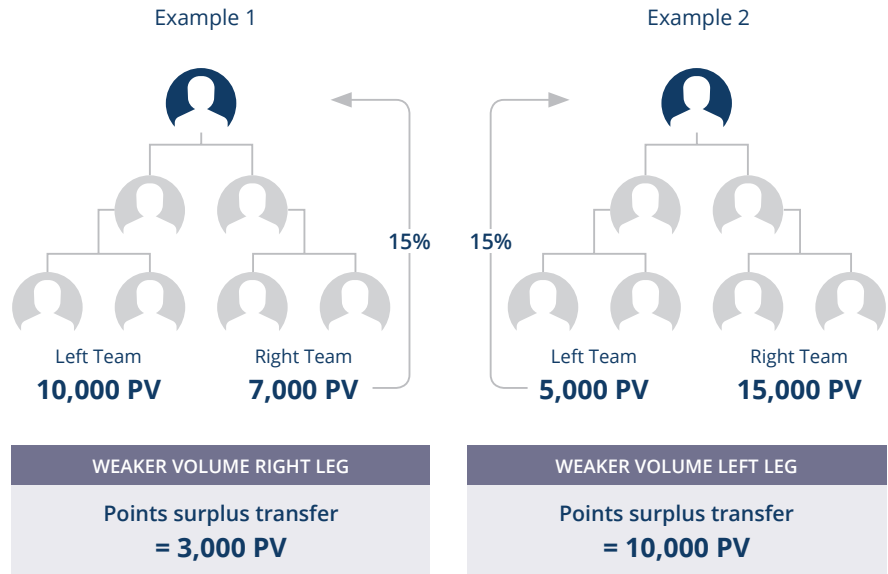 Example 1
15%
Left Team
10,000 PV
Right Team
7,000 PV
WEAKER VOLUME RIGHT LEG
Points surplus transfer
= 3,000 PV
Example 2
15%
Left Team
5,000 PV
Right Team
15,000 PV
WEAKER VOLUME LEFT LEG
Points surplus transfer
= 10,000 PV